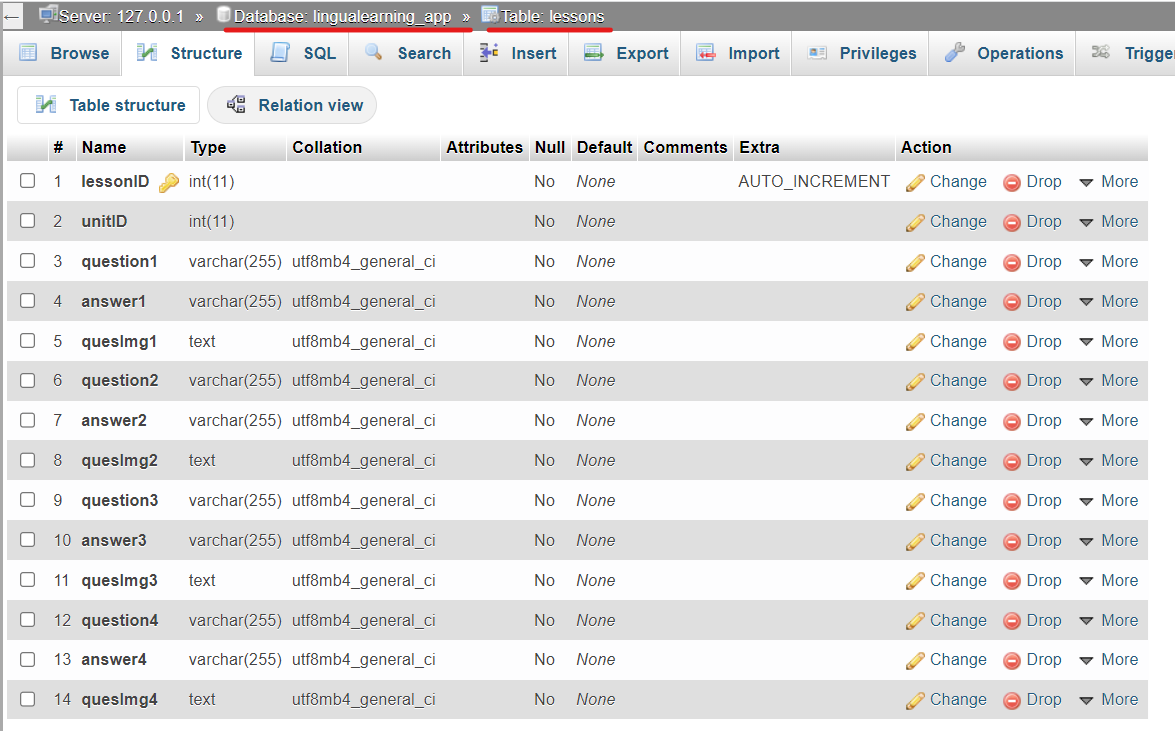 Server: 127.0.0.1 » Database: lingualearning_app » Table: lessons
Browse Structure SQL Search Insert Export Import Privileges Operations Trigge
Table structure Relation view
# Name Type Collation Attributes Null Default Comments Extra Action
1 lessonID int(11) No None AUTO_INCREMENT Change Drop More
2 unitID int(11) No None Change Drop More
3 question1 varchar(255) utf8mb4_general_ci No None Change Drop More
4 answer1 varchar(255) utf8mb4_general_ci No None Change Drop More
5 quesImg1 text utf8mb4_general_ci No None Change Drop More
6 question2 varchar(255) utf8mb4_general_ci No None Change Drop More
7 answer2 varchar(255) utf8mb4_general_ci No None Change Drop More
8 quesImg2 text utf8mb4_general_ci No None Change Drop More
9 question3 varchar(255) utf8mb4_general_ci No None Change Drop More
10 answer3 varchar(255) utf8mb4_general_ci No None Change Drop More
11 quesImg3 text utf8mb4_general_ci No None Change Drop More
12 question4 varchar(255) utf8mb4_general_ci No None Change Drop More
13 answer4 varchar(255) utf8mb4_general_ci No None Change Drop More
14 quesImg4 text utf8mb4_general_ci No None Change Drop More